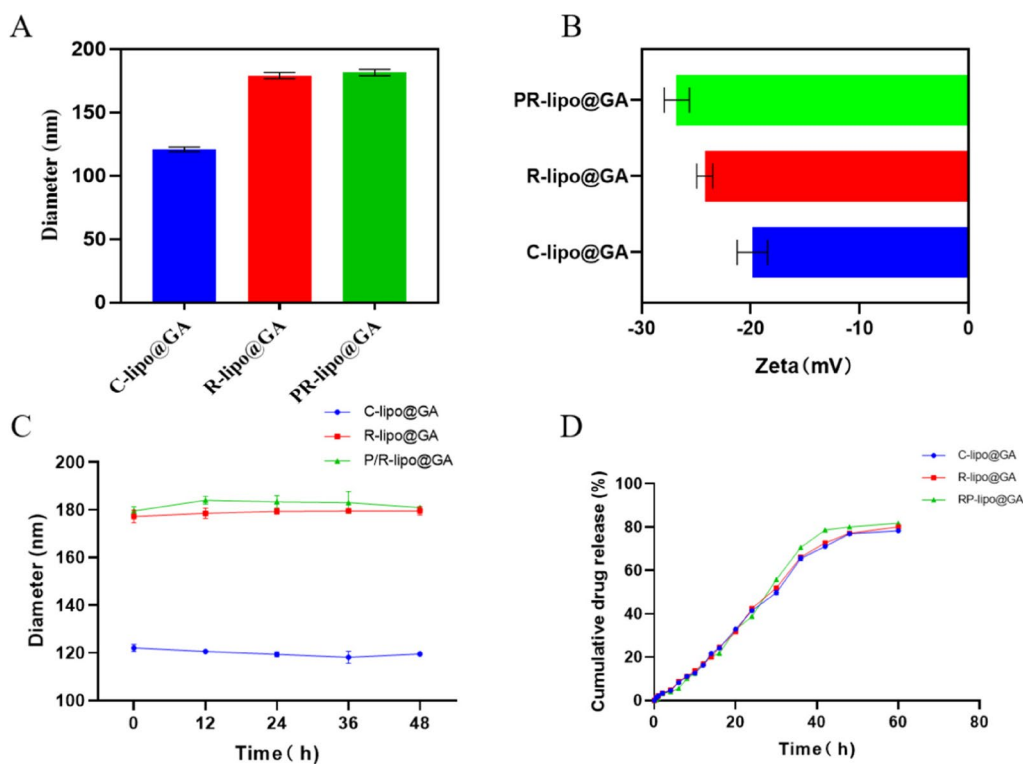 A
Diameter (nm)
200
150
100
50
0
C-lipo@GA
R-lipo@GA
PR-lipo@GA
B
PR-lipo@GA
R-lipo@GA
C-lipo@GA
-30
-20
-10
0
Zeta(mV)
C
C-lipo@GA
R-lipo@GA
P/R-lipo@GA
Diameter (nm)
200
180
160
140
120
100
0
12
24
36
48
Time( h)
D
C-lipo@GA
R-lipo@GA
RP-lipo@GA
Cumulative drug release (%)
100
80
60
40
20
0
0
20
40
60
80
Time( h)